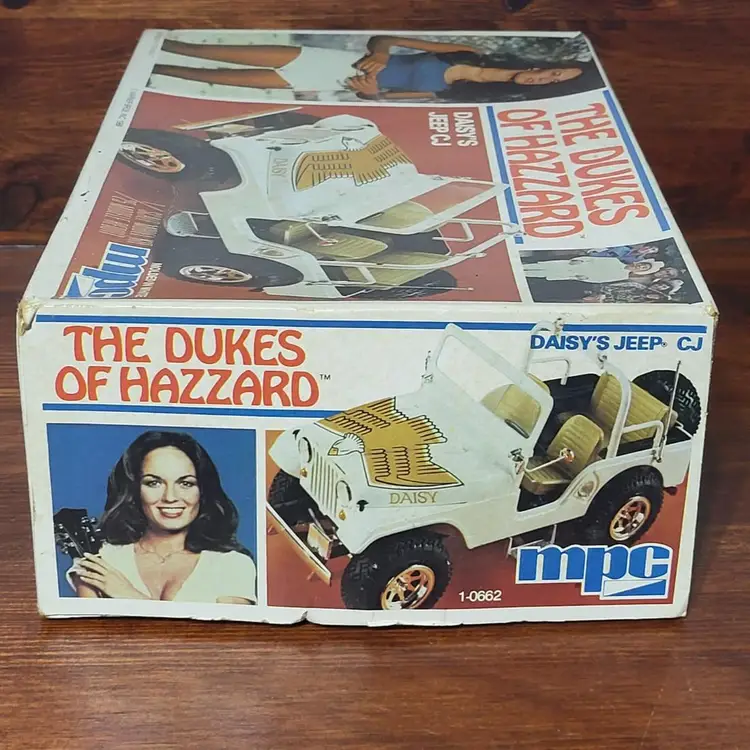 THE DUKES
OF HAZZARD
DAISY'S
JEEP CJ
DAISY
mpc
THE DUKES
OF HAZZARD™
DAISY'S JEEP® CJ
DAISY
mpc
1-0662